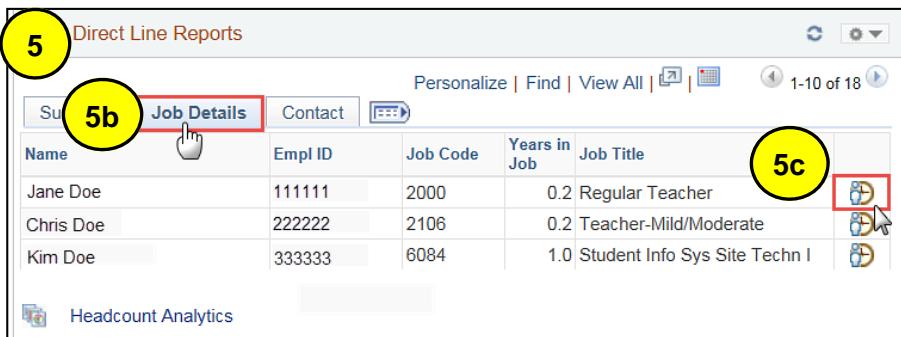 5 Direct Line Reports
Personalize | Find | View All | | 1-10 of 18
Su 5b Job Details Contact
Name Empl ID Job Code Years in Job Job Title 5c
Jane Doe 111111 2000 0.2 Regular Teacher
Chris Doe 222222 2106 0.2 Teacher-Mild/Moderate
Kim Doe 333333 6084 1.0 Student Info Sys Site Techn I
Headcount Analytics